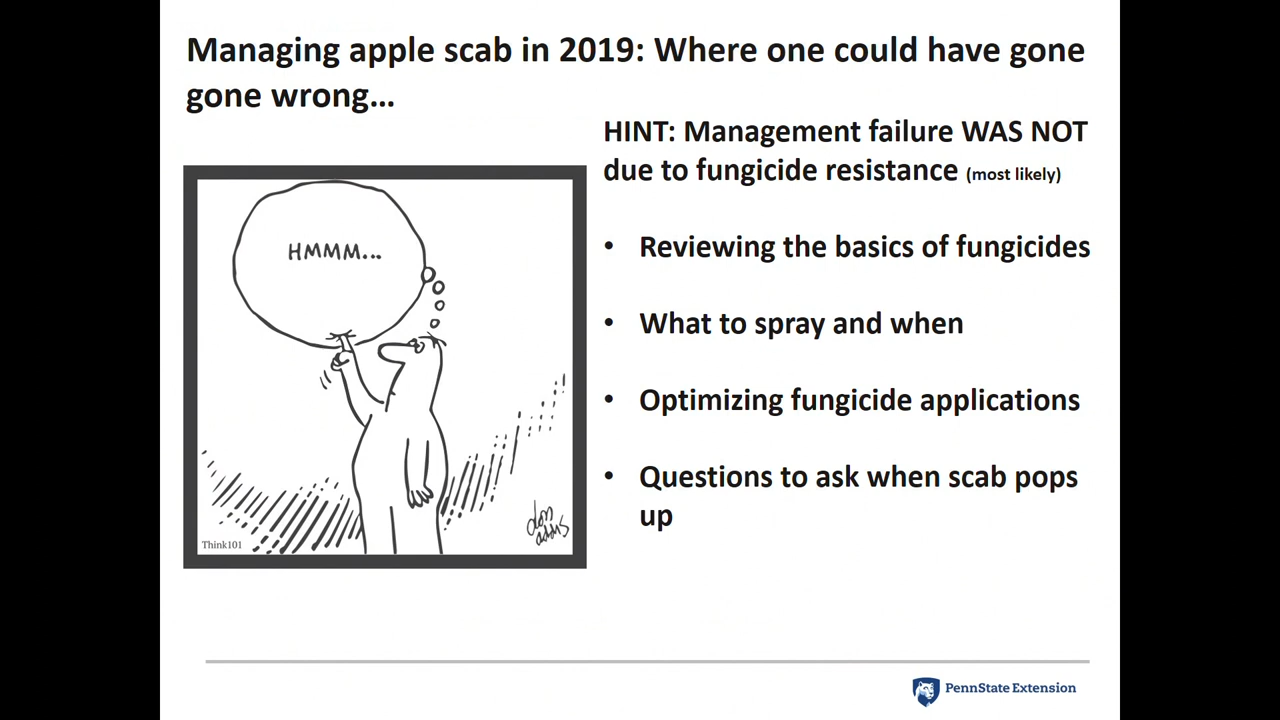 Managing apple scab in 2019: Where one could have gone
gone wrong...
HINT: Management failure WAS NOT
due to fungicide resistance (most likely)
HMMM...
• Reviewing the basics of fungicides
• What to spray and when
• Optimizing fungicide applications
• Questions to ask when scab pops
up
Think101
don
addis
PennState Extension